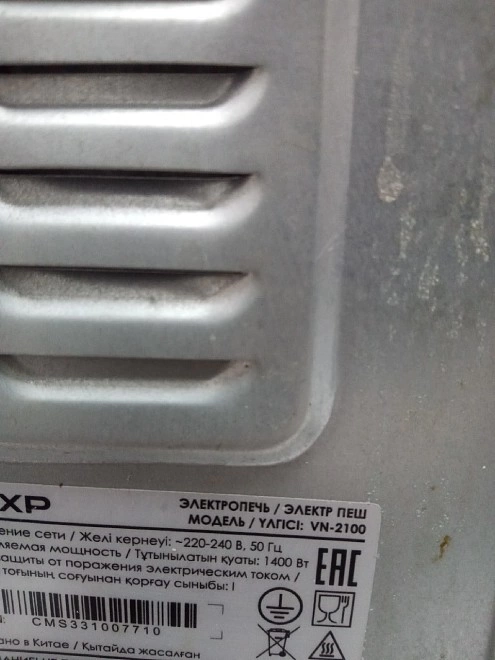 XP
ЭЛЕКТРОПЕЧЬ / ЭЛЕКТР ПЕШ
МОДЕЛЬ / ҮЛГІСІ: VN-2100
ение сети / Желі кернеуі: ~220-240 В, 50 Гц
ляемая мощность / Тұтынылатын қуаты: 1400 Вт
защиты от поражения электрическим током /
тоғының соғуынан қорғау сыныбы: I
EAC
CMS331007710
ано в Китае / Қытайда жасалған